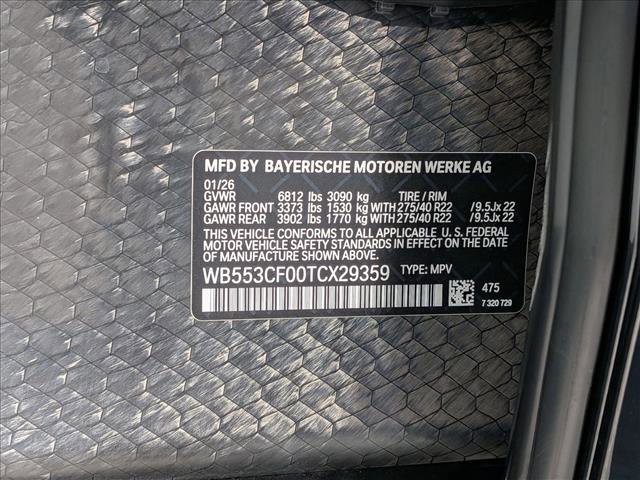 MFD BY BAYERISCHE MOTOREN WERKE AG
01/26
GVWR 6812 lbs 3090 kg TIRE / RIM
GAWR FRONT 3373 lbs 1530 kg WITH 275/40 R22 /9.5Jx 22
GAWR REAR 3902 lbs 1770 kg WITH 275/40 R22 /9.5Jx 22
THIS VEHICLE CONFORMS TO ALL APPLICABLE U. S. FEDERAL
MOTOR VEHICLE SAFETY STANDARDS IN EFFECT ON THE DATE
OF MANUFACTURE SHOWN ABOVE.
WB553CF00TCX29359 TYPE: MPV
475
7 320 729